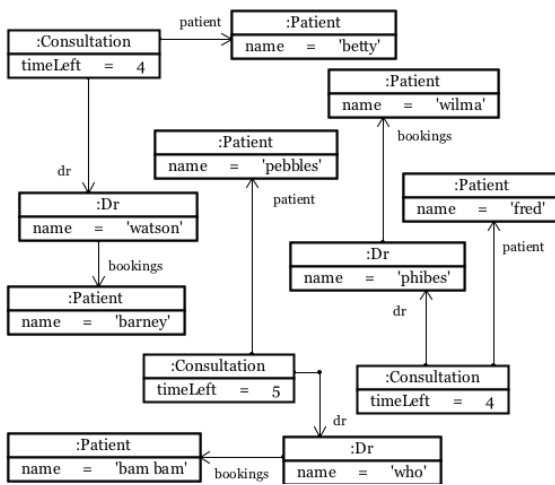 patient
:Patient
name = 'betty'
:Consultation
timeLeft = 4
:Patient
name = 'wilma'
bookings
:Patient
name = 'pebbles'
patient
dr
:Patient
name = 'fred'
patient
:Dr
name = 'watson'
bookings
:Dr
name = 'phibes'
dr
:Patient
name = 'barney'
:Consultation
timeLeft = 5
:Consultation
timeLeft = 4
dr
:Patient
name = 'bam bam'
bookings
:Dr
name = 'who'